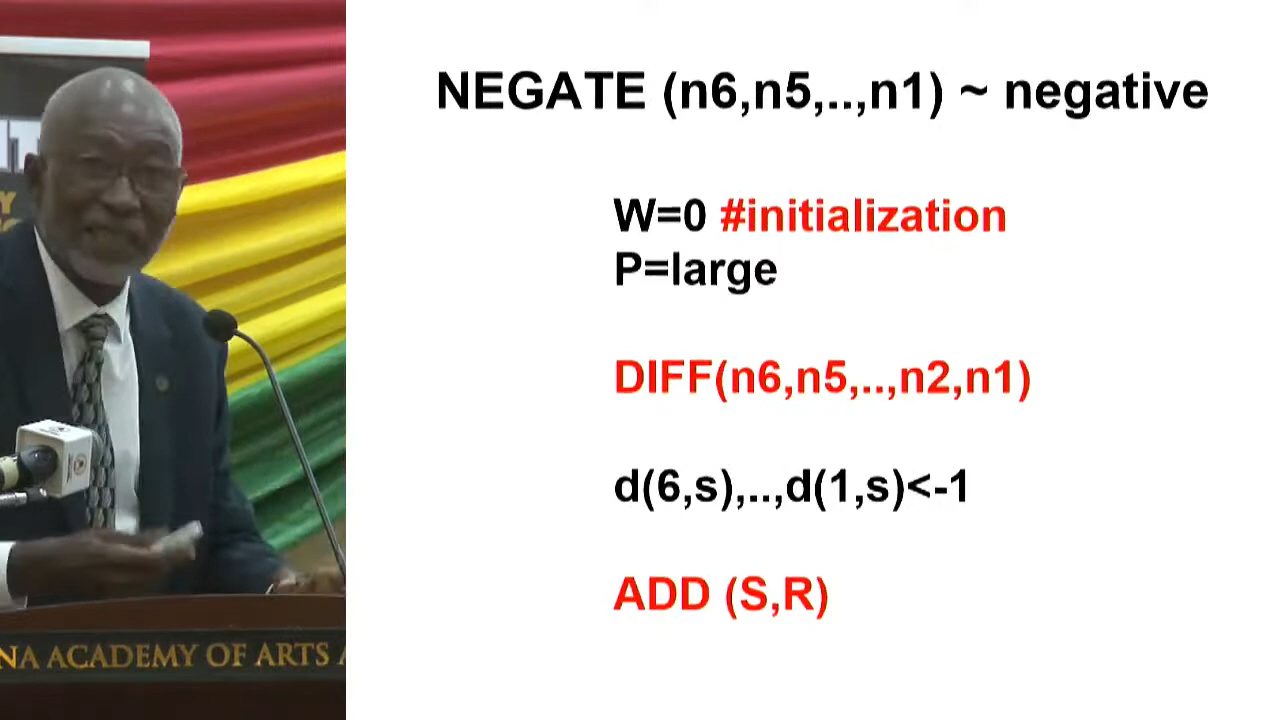 NEGATE (n6,n5,..,n1) ~ negative
W=0 #initialization
P=large
DIFF(n6,n5,..,n2,n1)
d(6,s),..,d(1,s)<-1
ADD (S,R)
NA ACADEMY OF ARTS A